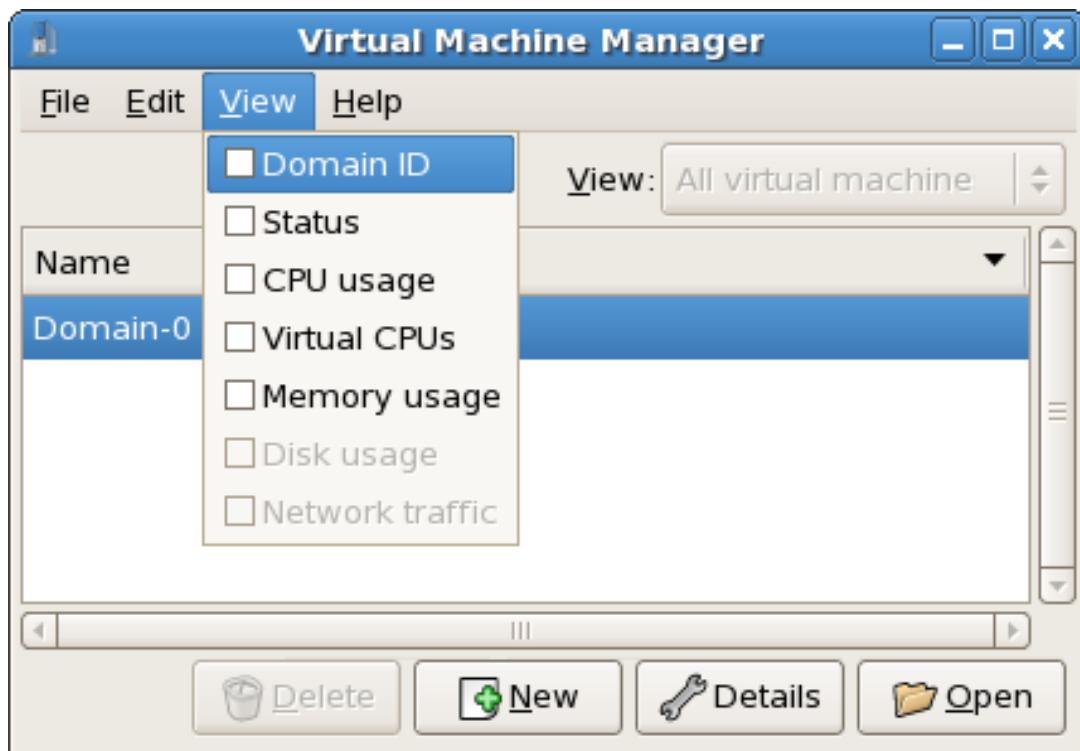 Virtual Machine Manager
File Edit View Help
Domain ID
View: All virtual machine
Status
Name
CPU usage
Domain-0
Virtual CPUs
Memory usage
Disk usage
Network traffic
Delete New Details Open